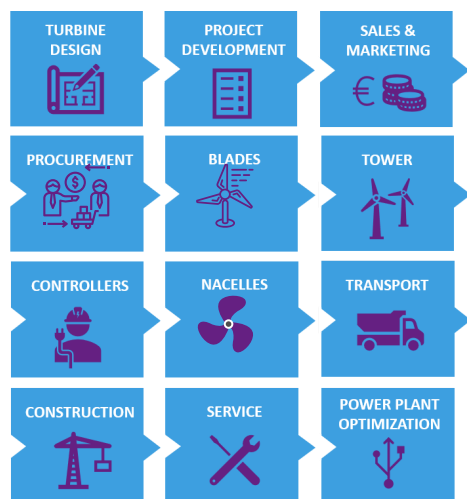 TURBINE
DESIGN
PROJECT
DEVELOPMENT
SALES &
MARKETING
€
PROCUREMENT
$
BLADES
TOWER
CONTROLLERS
NACELLES
TRANSPORT
CONSTRUCTION
SERVICE
POWER PLANT
OPTIMIZATION